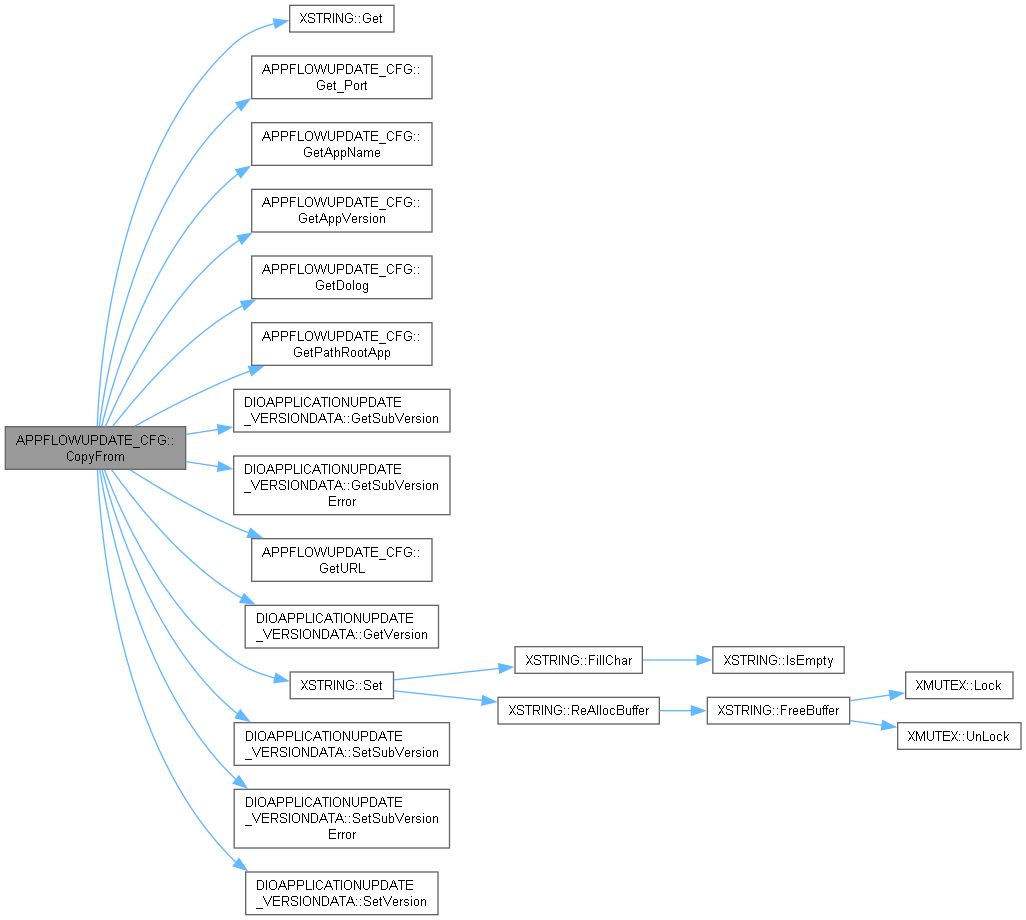 XSTRING::Get
APPFLOWUPDATE_CFG::
Get_Port
APPFLOWUPDATE_CFG::
GetAppName
APPFLOWUPDATE_CFG::
GetAppVersion
APPFLOWUPDATE_CFG::
GetDolog
APPFLOWUPDATE_CFG::
GetPathRootApp
DIOAPPLICATIONUPDATE
_VERSIONDATA::GetSubVersion
APPFLOWUPDATE_CFG::
CopyFrom
DIOAPPLICATIONUPDATE
_VERSIONDATA::GetSubVersion
Error
APPFLOWUPDATE_CFG::
GetURL
DIOAPPLICATIONUPDATE
_VERSIONDATA::GetVersion
XSTRING::Set
XSTRING::FillChar
XSTRING::IsEmpty
XSTRING::ReAllocBuffer
XSTRING::FreeBuffer
XMUTEX::Lock
XMUTEX::UnLock
DIOAPPLICATIONUPDATE
_VERSIONDATA::SetSubVersion
DIOAPPLICATIONUPDATE
_VERSIONDATA::SetSubVersion
Error
DIOAPPLICATIONUPDATE
_VERSIONDATA::SetVersion